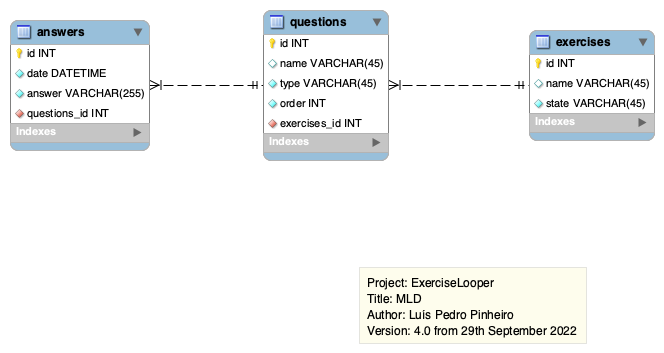 answers
id INT
date DATETIME
answer VARCHAR(255)
questions_id INT
Indexes
questions
id INT
name VARCHAR(45)
type VARCHAR(45)
order INT
exercises_id INT
Indexes
exercises
id INT
name VARCHAR(45)
state VARCHAR(45)
Indexes
Project: ExerciseLooper
Title: MLD
Author: Luis Pedro Pinheiro
Version: 4.0 from 29th September 2022